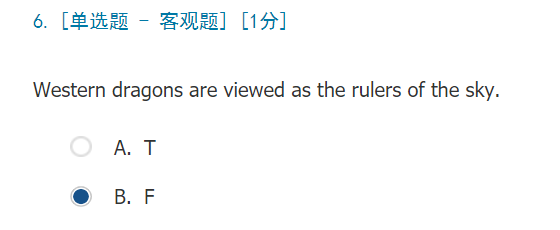 6. [单选题 - 客观题] [1分]
Western dragons are viewed as the rulers of the sky.
A. T
B. F